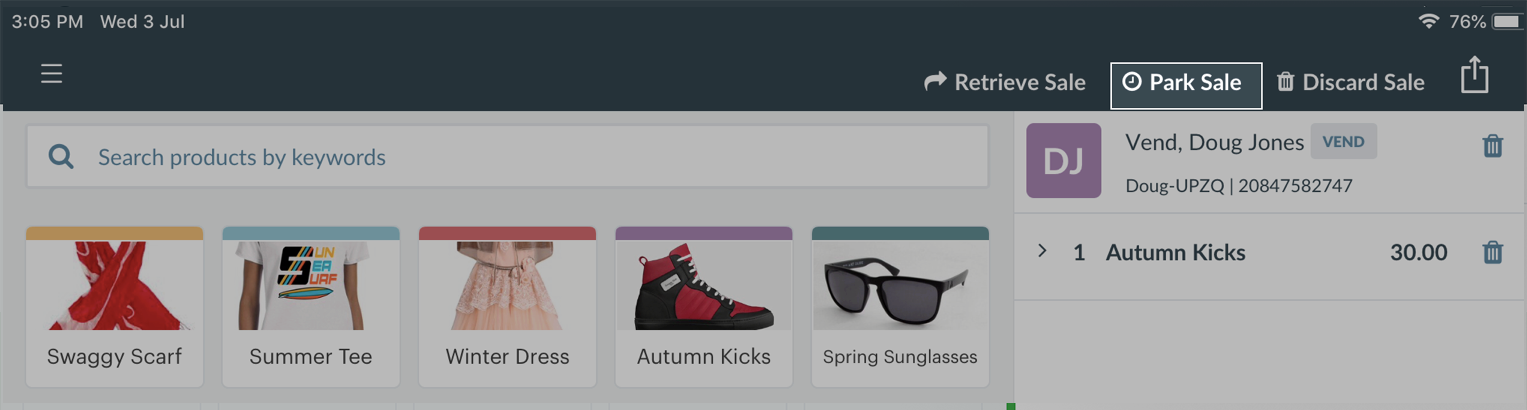 3:05 PM Wed 3 Jul
76%
Retrieve Sale
Park Sale
Discard Sale
Search products by keywords
DJ
Vend, Doug Jones VEND
Doug-UPZQ | 20847582747
1 Autumn Kicks 30.00
SUN
SEA
SURF
Swaggy Scarf
Summer Tee
Winter Dress
Autumn Kicks
Spring Sunglasses